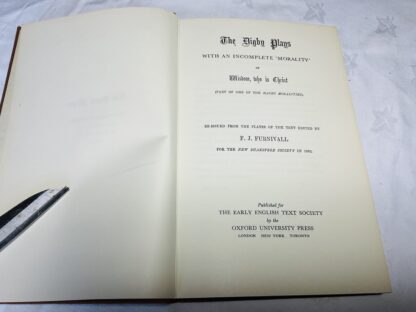 The Digby Plays
WITH AN INCOMPLETE 'MORALITY'
OF
Wisdom, who is Christ
(PART OF ONE OF THE MACRO MORALITIES).
RE-ISSUED FROM THE PLATES OF THE TEXT EDITED BY
F. J. FURNIVALL
FOR THE NEW SHAKSPERE SOCIETY IN 1882.
Published for
THE EARLY ENGLISH TEXT SOCIETY
by the
OXFORD UNIVERSITY PRESS
LONDON NEW YORK TORONTO